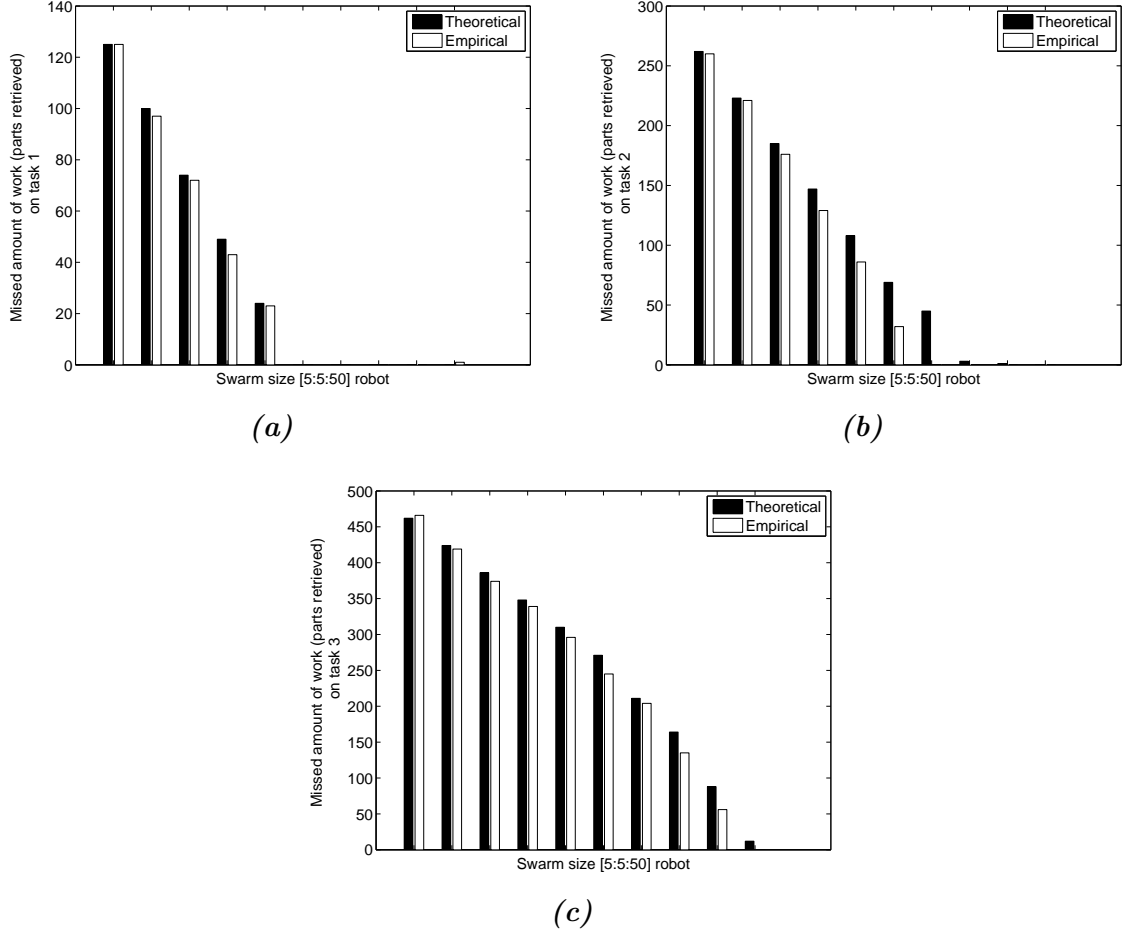 140
120
100
80
60
40
20
0
Missed amount of work (parts retrieved)
on task 1
Theoretical
Empirical
Swarm size [5:5:50] robot
(a)
300
250
200
150
100
50
0
Missed amount of work (parts retrieved)
on task 2
Theoretical
Empirical
Swarm size [5:5:50] robot
(b)
500
450
400
350
300
250
200
150
100
50
0
Missed amount of work (parts retrieved)
on task 3
Theoretical
Empirical
Swarm size [5:5:50] robot
(c)